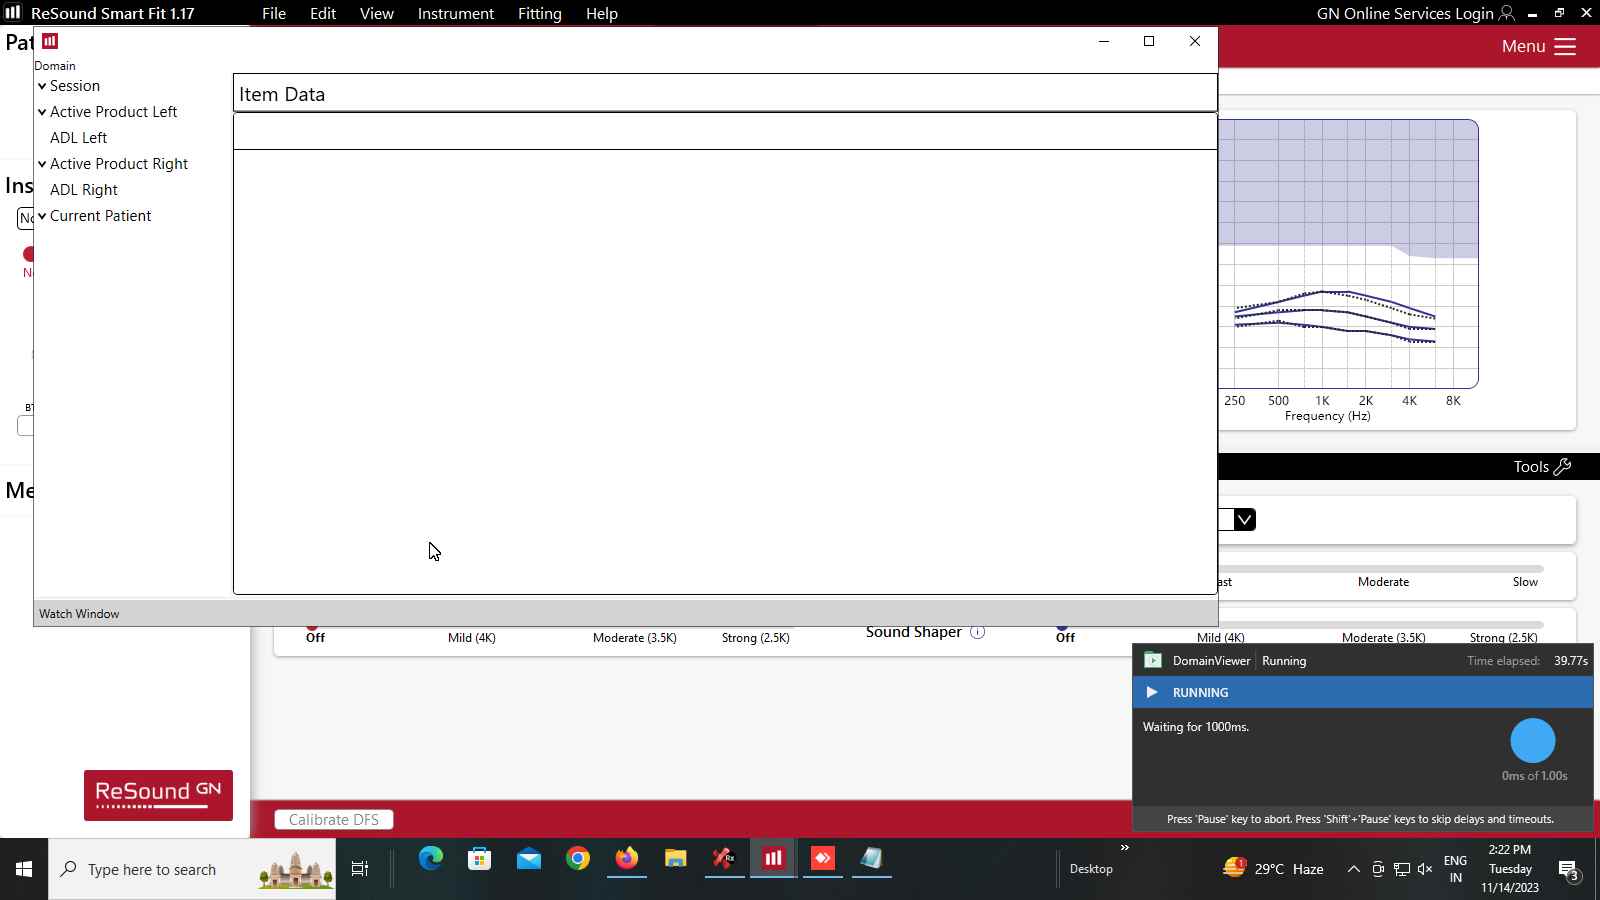 ReSound Smart Fit 1.17
File Edit View Instrument Fitting Help
GN Online Services Login
Menu
Domain
Session
Active Product Left
ADL Left
Active Product Right
ADL Right
Current Patient
Item Data
Watch Window
250 500 1K 2K 4K 8K
Frequency (Hz)
Tools
Moderate Slow
Off Mild (4K) Moderate (3.5K) Strong (2.5K) Sound Shaper Off Mild (4K) Moderate (3.5K) Strong (2.5K)
DomainViewer Running Time elapsed: 39.77s
RUNNING
Waiting for 1000ms.
0ms of 1.00s
Press 'Pause' key to abort. Press 'Shift'+'Pause' keys to skip delays and timeouts.
ReSound GN
Calibrate DFS
Type here to search
Desktop
29°C Haze
ENG
IN
2:22 PM
Tuesday
11/14/2023
3